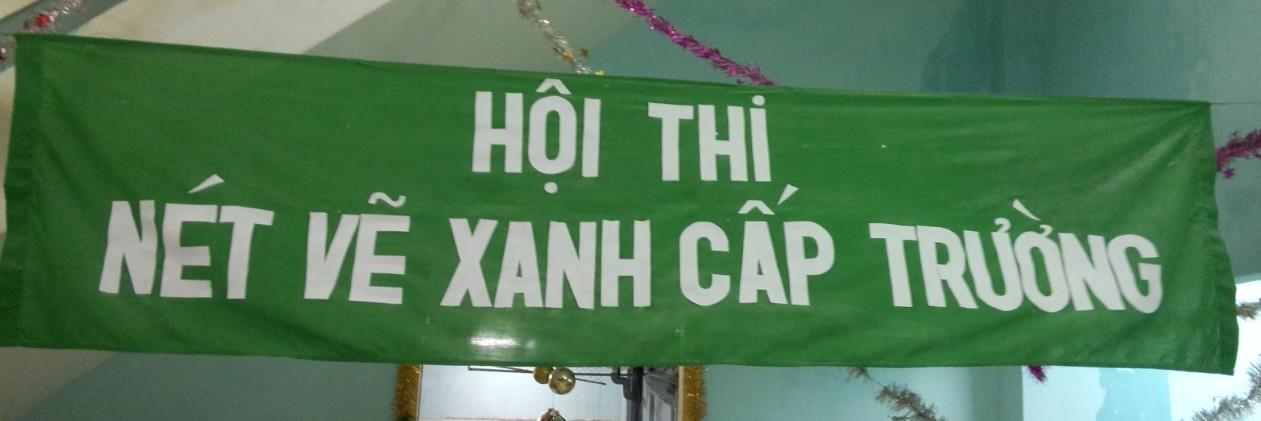 HỘI THi
NÉT VẼ XANH CẤP TRƯỜNG